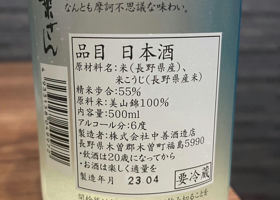 なんとも摩訶不思議な味わい。
品目 日本酒
原材料名:米(長野県産)、
米こうじ(長野県産米)
精米歩合:55%
原料米:美山錦100%
内容量:500ml
アルコール分:6度
製造者:株式会社中善酒造店
長野県木曽郡木曽町福島5990
・飲酒は20歳になってから
・お酒は楽しく適量を
製造年月 23 04 要冷蔵